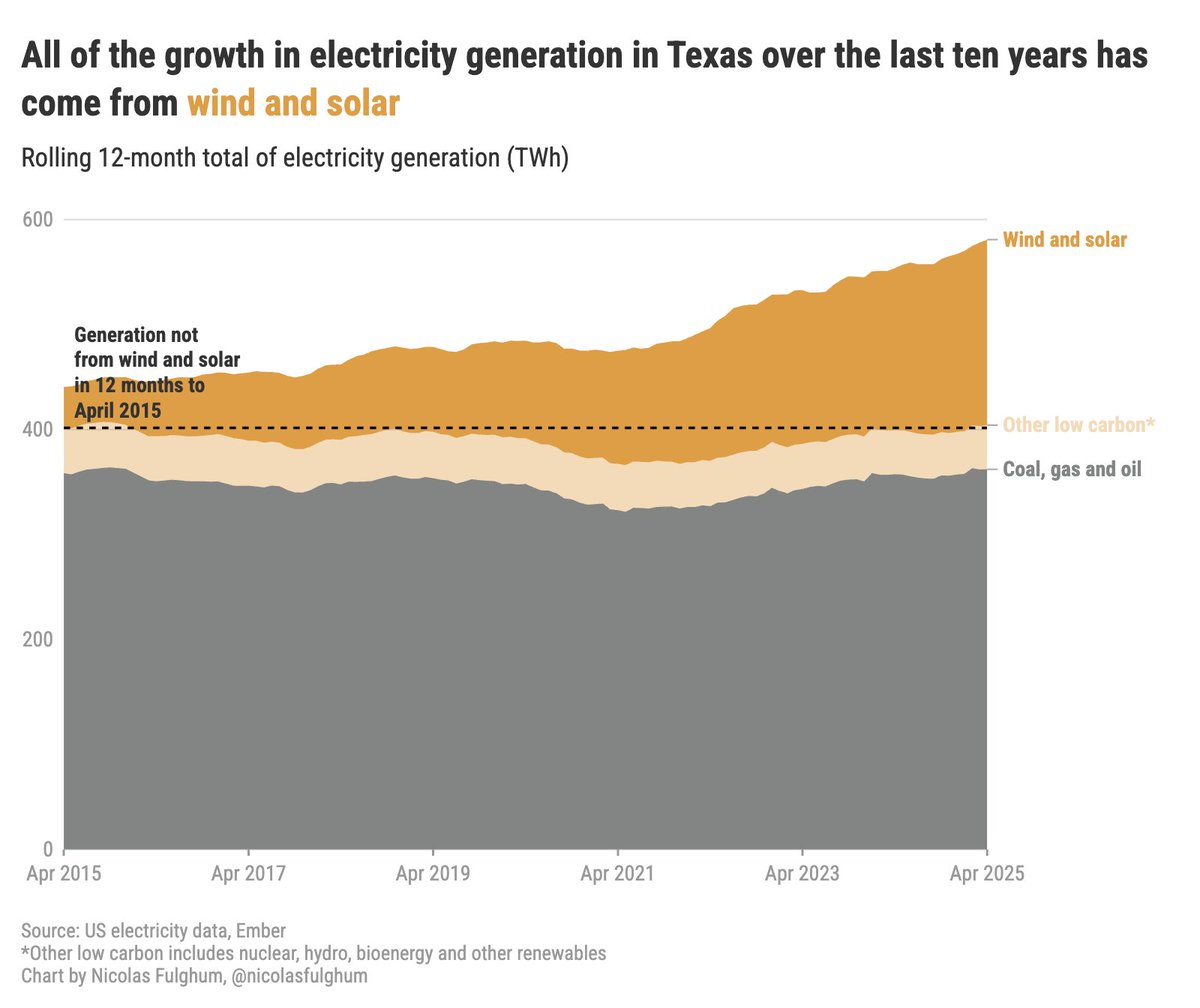 All of the growth in electricity generation in Texas over the last ten years has
come from wind and solar
Rolling 12-month total of electricity generation (TWh)
600
Wind and solar
Generation not
from wind and solar
in 12 months to
April 2015
400
Other low carbon*
Coal, gas and oil
200
0
Apr 2015 Apr 2017 Apr 2019 Apr 2021 Apr 2023 Apr 2025
Source: US electricity data, Ember
*Other low carbon includes nuclear, hydro, bioenergy and other renewables
Chart by Nicolas Fulghum, @nicolasfulghum